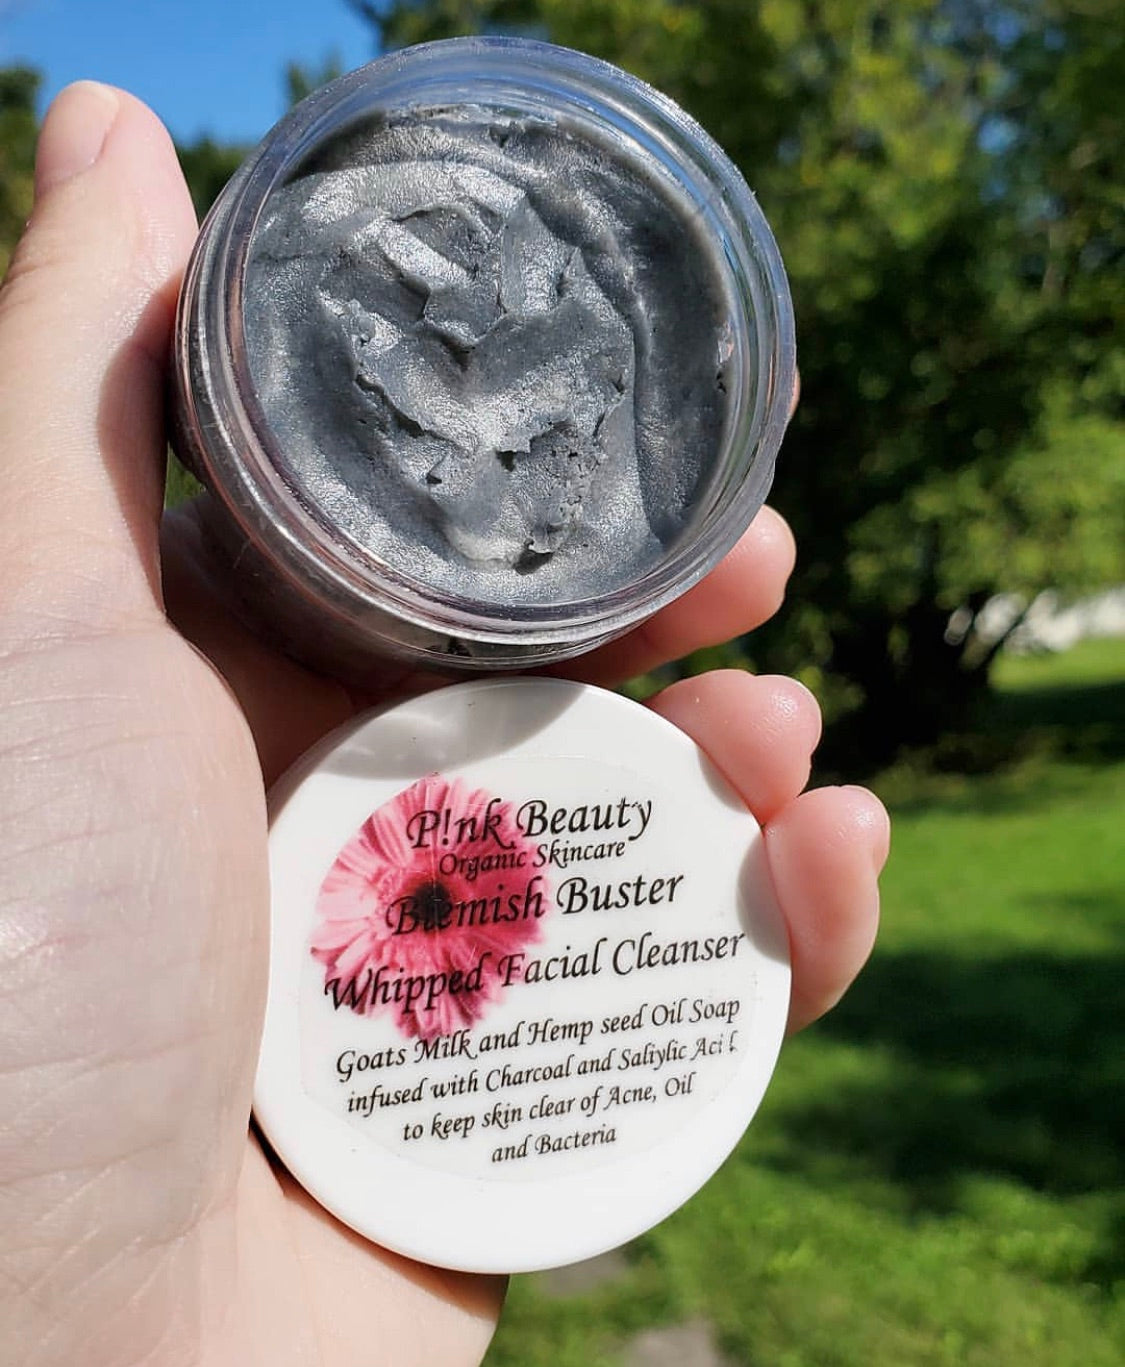 P!nk Beauty
Organic Skincare
Blemish Buster
Whipped Facial Cleanser
Goats Milk and Hemp seed Oil Soap
infused with Charcoal and Saliylic
to keep skin clear of Acne, Oil
and Bacteria